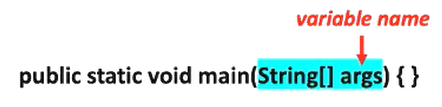 variable name
public static void main(String[] args) { }